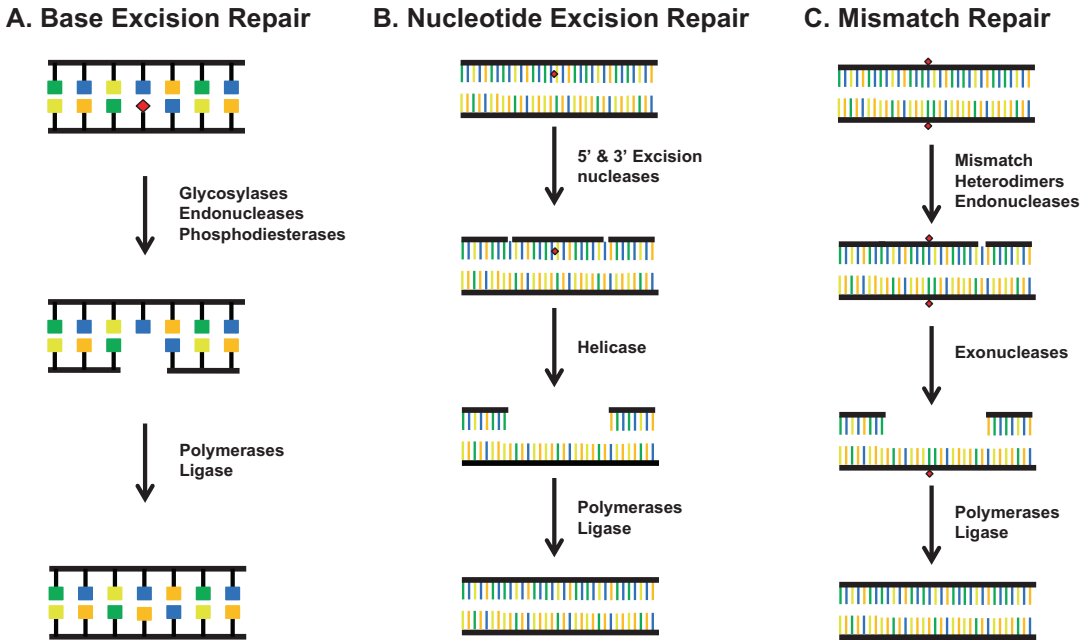 A. Base Excision Repair
Glycosylases
Endonucleases
Phosphodiesterases
Polymerases
Ligase
B. Nucleotide Excision Repair
5’ & 3’ Excision
nucleases
Helicase
Polymerases
Ligase
C. Mismatch Repair
Mismatch
Heterodimers
Endonucleases
Exonucleases
Polymerases
Ligase